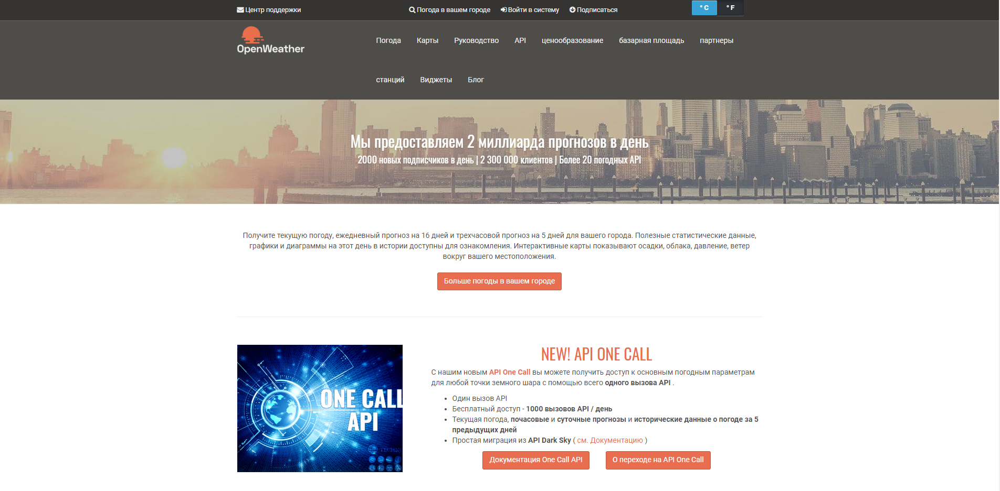 Центр поддержки
Погода в вашем городе
Войти в систему
Подписаться
° C
° F
OpenWeather
Погода
Карты
Руководство
API
ценообразование
базарная площадь
партнеры
станций
Виджеты
Блог
Мы предоставляем 2 миллиарда прогнозов в день
2000 новых подписчиков в день | 2 300 000 клиентов | Более 20 погодных API
Получите текущую погоду, ежедневный прогноз на 16 дней и трехчасовой прогноз на 5 дней для вашего города. Полезные статистические данные,
графики и диаграммы на этот день в истории доступны для ознакомления. Интерактивные карты показывают осадки, облака, давление, ветер
вокруг вашего местоположения.
Больше погоды в вашем городе
ONE CALL
API
TECHNO
NEW! API ONE CALL
С нашим новым API One Call вы можете получить доступ к основным погодным параметрам
для любой точки земного шара с помощью всего одного вызова API .
Один вызов API
Бесплатный доступ - 1000 вызовов API / день
Текущая погода, почасовые и суточные прогнозы и исторические данные о погоде за 5
предыдущих дней
Простая миграция из API Dark Sky ( см. Документацию )
Документация One Call API
О переходе на API One Call